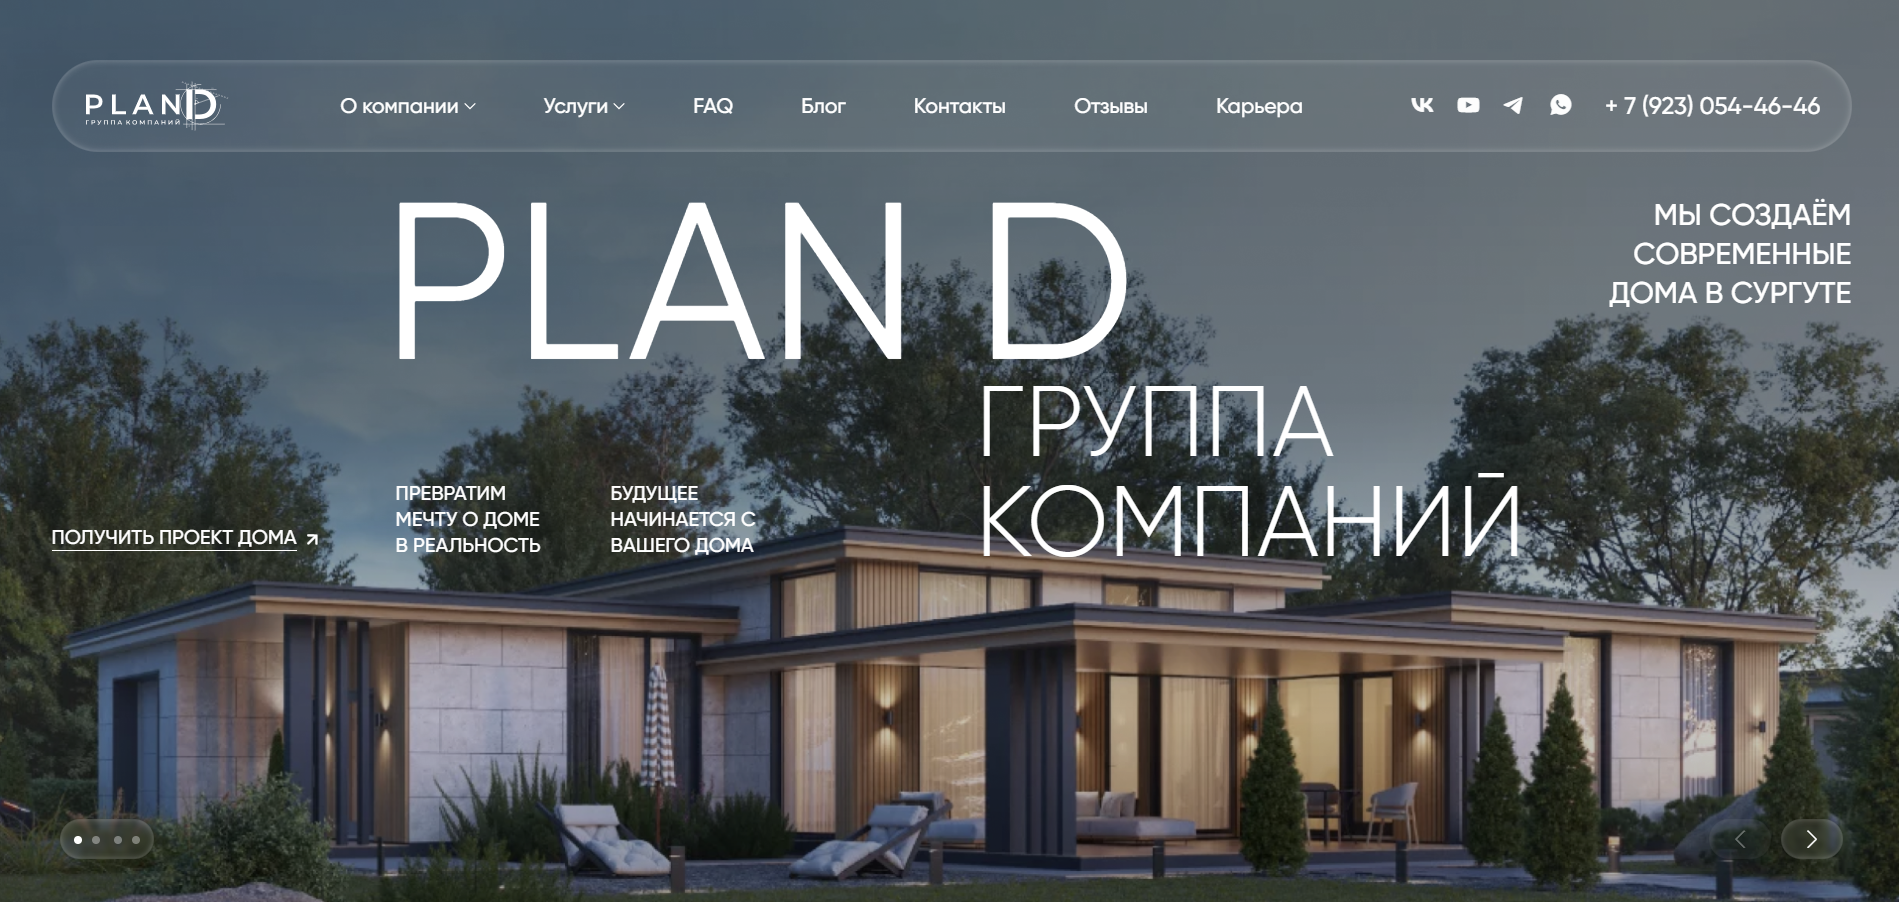 PLAN D
ГРУППА КОМПАНИЙ
О компании
Услуги
FAQ
Блог
Контакты
Отзывы
Карьера
+ 7 (923) 054-46-46
PLAN D
ГРУППА
КОМПАНИЙ
МЫ СОЗДАЁМ
СОВРЕМЕННЫЕ
ДОМА В СУРГУТЕ
ПОЛУЧИТЬ ПРОЕКТ ДОМА
ПРЕВРАТИМ
МЕЧТУ О ДОМЕ
В РЕАЛЬНОСТЬ
БУДУЩЕЕ
НАЧИНАЕТСЯ С
ВАШЕГО ДОМА